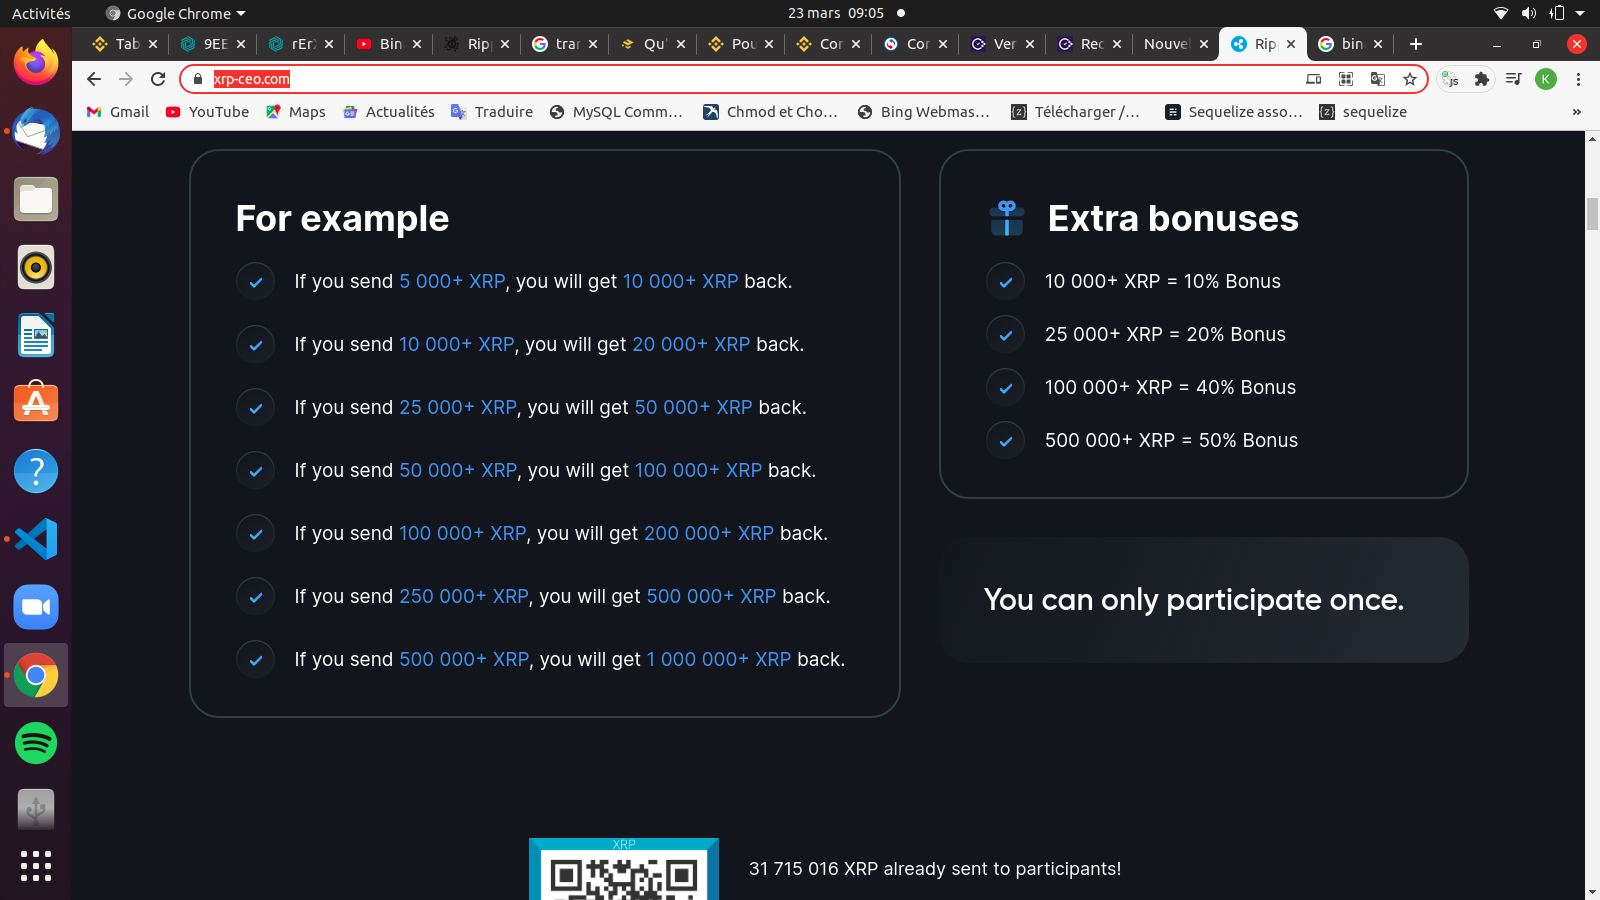 Activités
Google Chrome
23 mars 09:05
Tab
9EE
rEr
Bin
Rip
trar
Qu'
Pou
Cor
Cor
Ver
Rec
Nouvel
Rip
bin
xrp-ceo.com
K
Gmail
YouTube
Maps
Actualités
Traduire
MySQL Comm...
Chmod et Cho...
Bing Webmas...
Télécharger /...
Sequelize asso...
sequelize
»
For example
If you send 5 000+ XRP, you will get 10 000+ XRP back.
If you send 10 000+ XRP, you will get 20 000+ XRP back.
If you send 25 000+ XRP, you will get 50 000+ XRP back.
If you send 50 000+ XRP, you will get 100 000+ XRP back.
If you send 100 000+ XRP, you will get 200 000+ XRP back.
If you send 250 000+ XRP, you will get 500 000+ XRP back.
If you send 500 000+ XRP, you will get 1 000 000+ XRP back.
Extra bonuses
10 000+ XRP = 10% Bonus
25 000+ XRP = 20% Bonus
100 000+ XRP = 40% Bonus
500 000+ XRP = 50% Bonus
You can only participate once.
XRP
31 715 016 XRP already sent to participants!